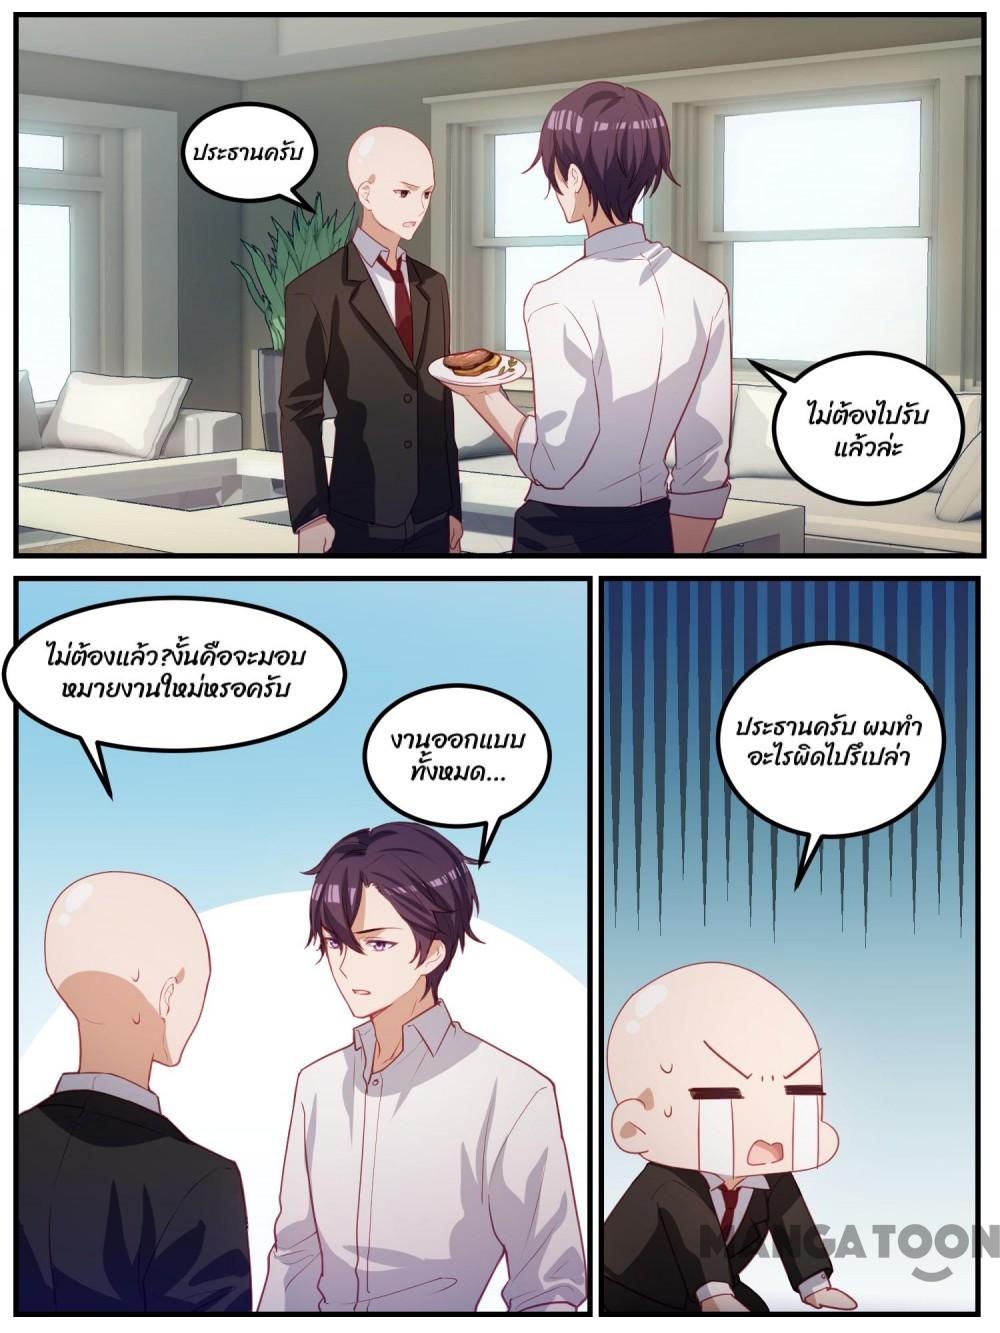 ประธานครับ
ไม่ต้องไปรับ
แล้วล่ะ
ไม่ต้องแล้ว?งั้นคือจะมอบ
หมายงานใหม่หรอครับ
งานออกแบบ
ทั้งหมด...
ประธานครับ ผมทำ
อะไรผิดไปรึเปล่า
MANGATOON